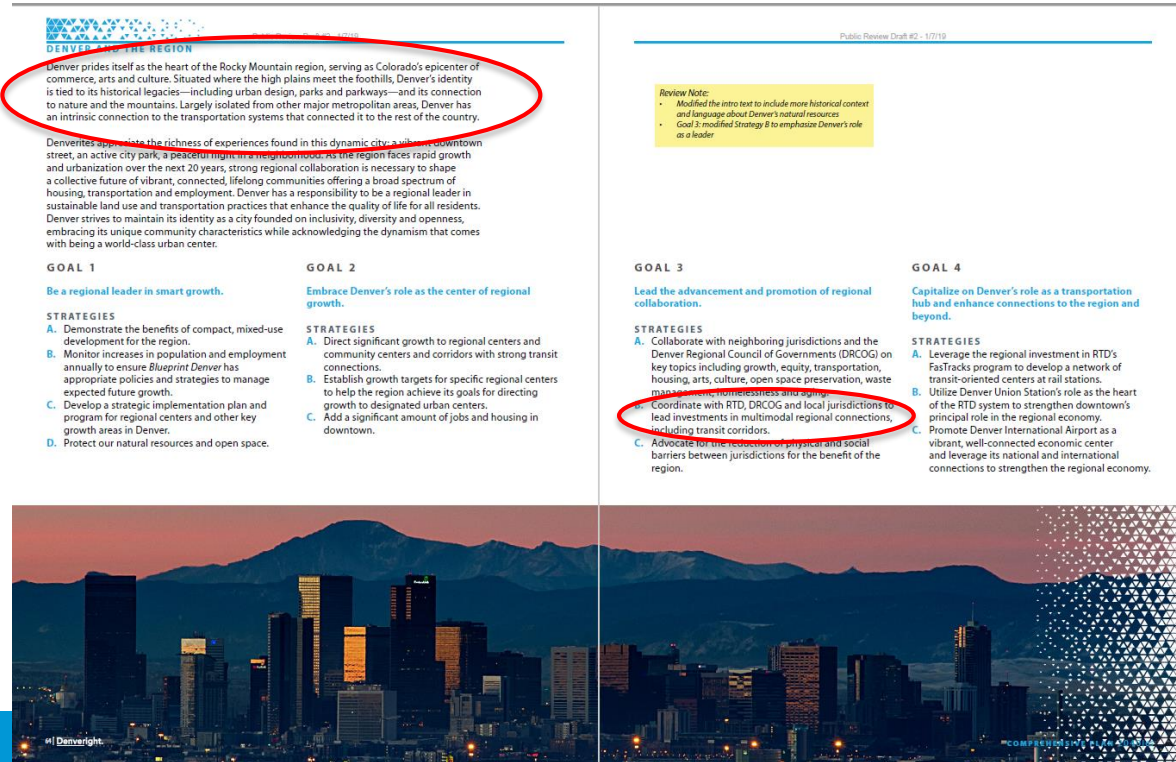 Public Review Draft #2 - 1/7/19
DENVER AND THE REGION
Denver prides itself as the heart of the Rocky Mountain region, serving as Colorado's epicenter of
commerce, arts and culture. Situated where the high plains meet the foothills, Denver's identity
is tied to its historical legacies—including urban design, parks and parkways—and its connection
to nature and the mountains. Largely isolated from other major metropolitan areas, Denver has
an intrinsic connection to the transportation systems that connected it to the rest of the country.
Denverites appreciate the richness of experiences found in this dynamic city: a vibrant downtown
street, an active city park, a peaceful night in a neighborhood. As the region faces rapid growth
and urbanization over the next 20 years, strong regional collaboration is necessary to shape
a collective future of vibrant, connected, lifelong communities offering a broad spectrum of
housing, transportation and employment. Denver has a responsibility to be a regional leader in
sustainable land use and transportation practices that enhance the quality of life for all residents.
Denver strives to maintain its identity as a city founded on inclusivity, diversity and openness,
embracing its unique community characteristics while acknowledging the dynamism that comes
with being a world-class urban center.
GOAL 1
Be a regional leader in smart growth.
STRATEGIES
A. Demonstrate the benefits of compact, mixed-use
development for the region.
B. Monitor increases in population and employment
annually to ensure Blueprint Denver has
appropriate policies and strategies to manage
expected future growth.
C. Develop a strategic implementation plan and
program for regional centers and other key
growth areas in Denver.
D. Protect our natural resources and open space.
GOAL 2
Embrace Denver's role as the center of regional
growth.
STRATEGIES
A. Direct significant growth to regional centers and
community centers and corridors with strong transit
connections.
B. Establish growth targets for specific regional centers
to help the region achieve its goals for directing
growth to designated urban centers.
C. Add a significant amount of jobs and housing in
downtown.
Denveright.
Public Review Draft #2 - 1/7/19
Review Note:
• Modified the intro text to include more historical context
and language about Denver's natural resources
• Goal 3: modified Strategy B to emphasize Denver's role
as a leader
GOAL 3
Lead the advancement and promotion of regional
collaboration.
STRATEGIES
A. Collaborate with neighboring jurisdictions and the
Denver Regional Council of Governments (DRCOG) on
key topics including growth, equity, transportation,
housing, arts, culture, open space preservation, waste
management, homelessness and aging.
B. Coordinate with RTD, DRCOG and local jurisdictions to
lead investments in multimodal regional connections,
including transit corridors.
C. Advocate for the reduction of physical and social
barriers between jurisdictions for the benefit of the
region.
GOAL 4
Capitalize on Denver's role as a transportation
hub and enhance connections to the region and
beyond.
STRATEGIES
A. Leverage the regional investment in RTD's
FasTracks program to develop a network of
transit-oriented centers at rail stations.
B. Utilize Denver Union Station's role as the heart
of the RTD system to strengthen downtown's
principal role in the regional economy.
C. Promote Denver International Airport as a
vibrant, well-connected economic center
and leverage its national and international
connections to strengthen the regional economy.
COMPREHENSIVE PLAN